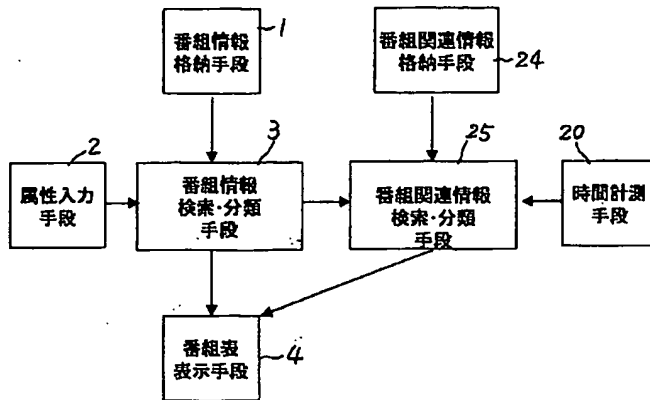 1
番組情報
格納手段
番組関連情報
格納手段
24
2
3
25
20
属性入力
手段
番組情報
検索・分類
手段
番組関連情報
検索・分類
手段
時間計測
手段
番組表
表示手段
4